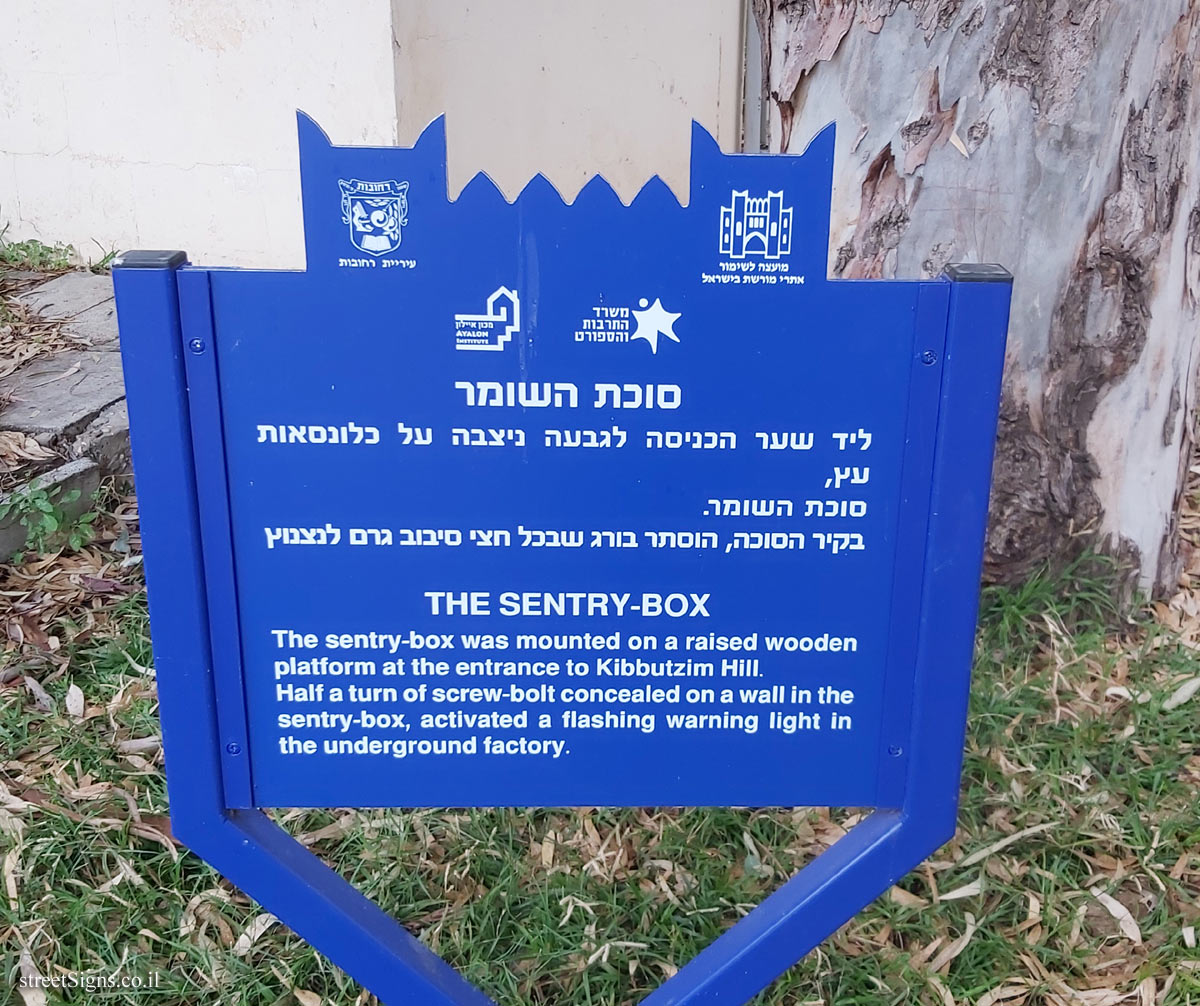 רחובות
עיריית רחובות
מועצה לשימור
אתרי מורשת בישראל
מכון איילון
AYALON
INSTITUTE
משרד
התרבות
והספורט
סוכת השומר
ליד שער הכניסה לגבעה ניצבה על כלונסאות
עץ,
סוכת השומר.
בקיר הסוכה, הוסתר בורג שבכל חצי סיבוב גרם לנצנוץ
THE SENTRY-BOX
The sentry-box was mounted on a raised wooden
platform at the entrance to Kibbutzim Hill.
Half a turn of screw-bolt concealed on a wall in the
sentry-box, activated a flashing warning light in
the underground factory.
streetSigns.co.il